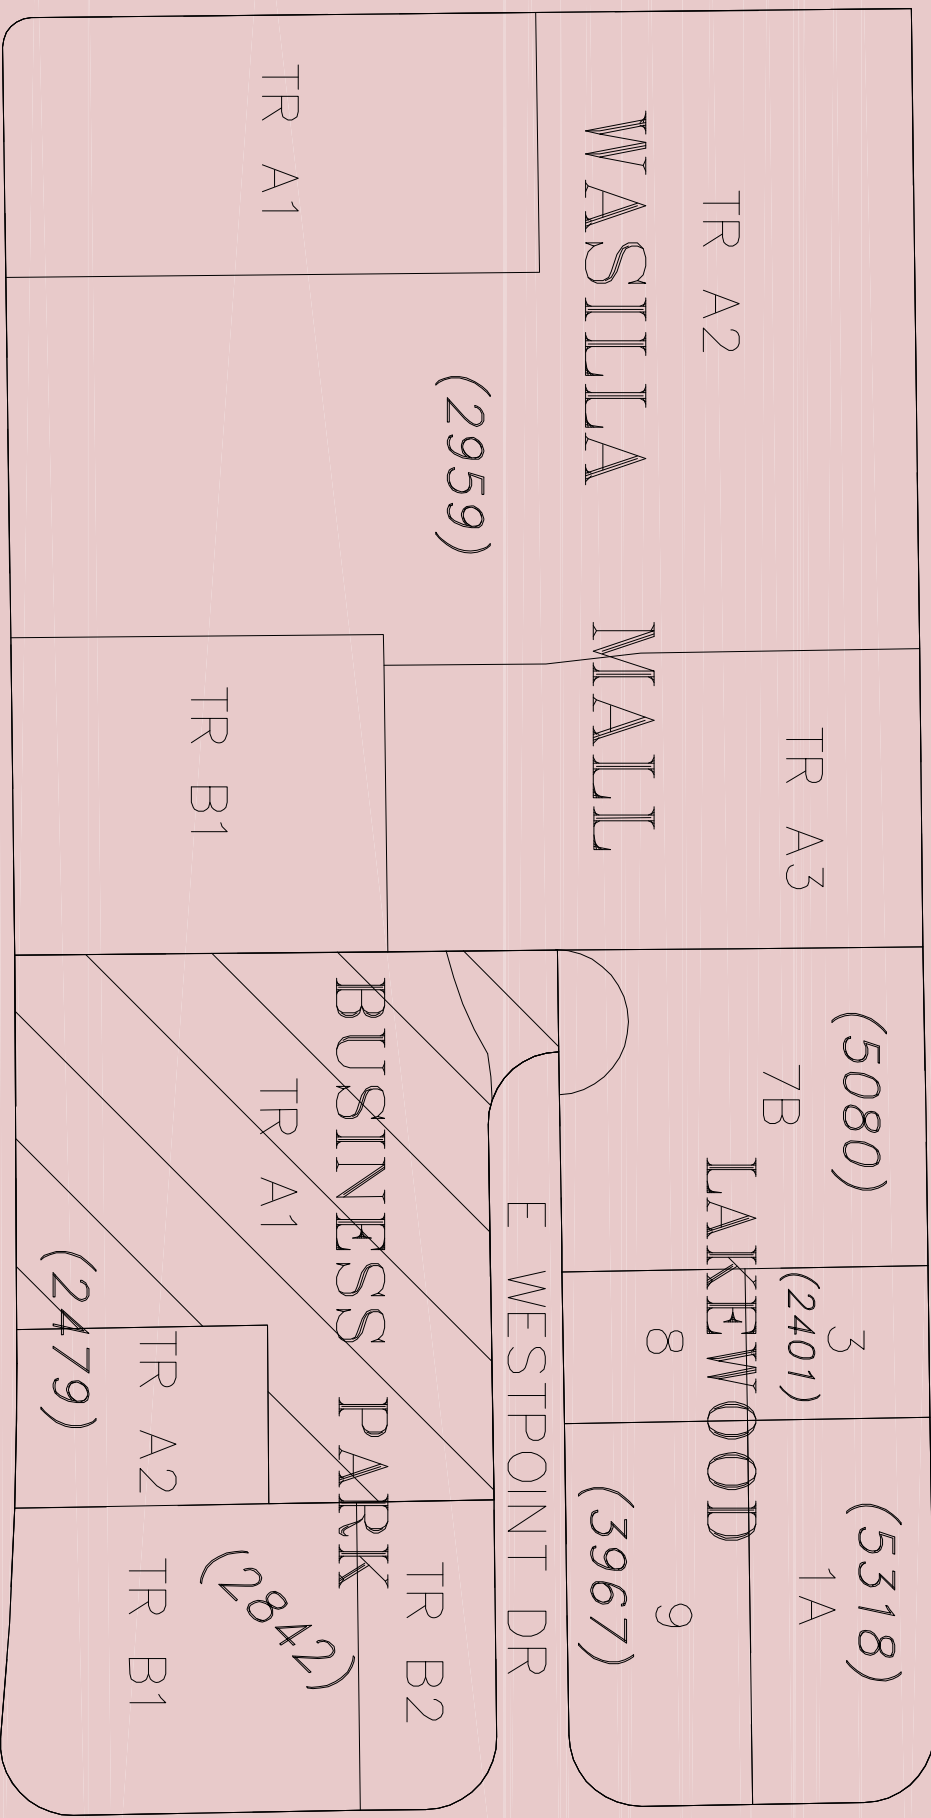 TR A1
TR A2
WASILLA MALL
(2959)
TR B1
TR A3
BUSINESS PARK
TR A1
(2479)
TR A2
TR B1
(2842)
TR B2
E WESTPOINT DR
(5080)
7B
LAKEWOOD
3
(2401)
8
(5318)
1A
(3967)
9